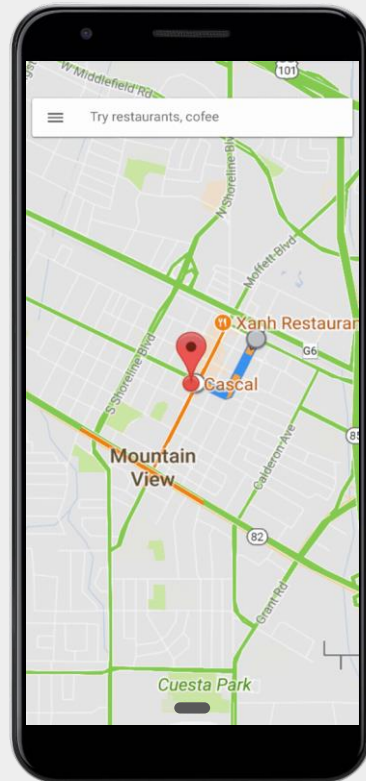 101
W Middlefield Rd
Try restaurants, cofee
N Shoreline Blvd
Moffett Blvd
Xanh Restauran
G6
Cascal
S Shoreline Blvd
85
Calderon Ave
Mountain
View
82
Grant Rd
Cuesta Park